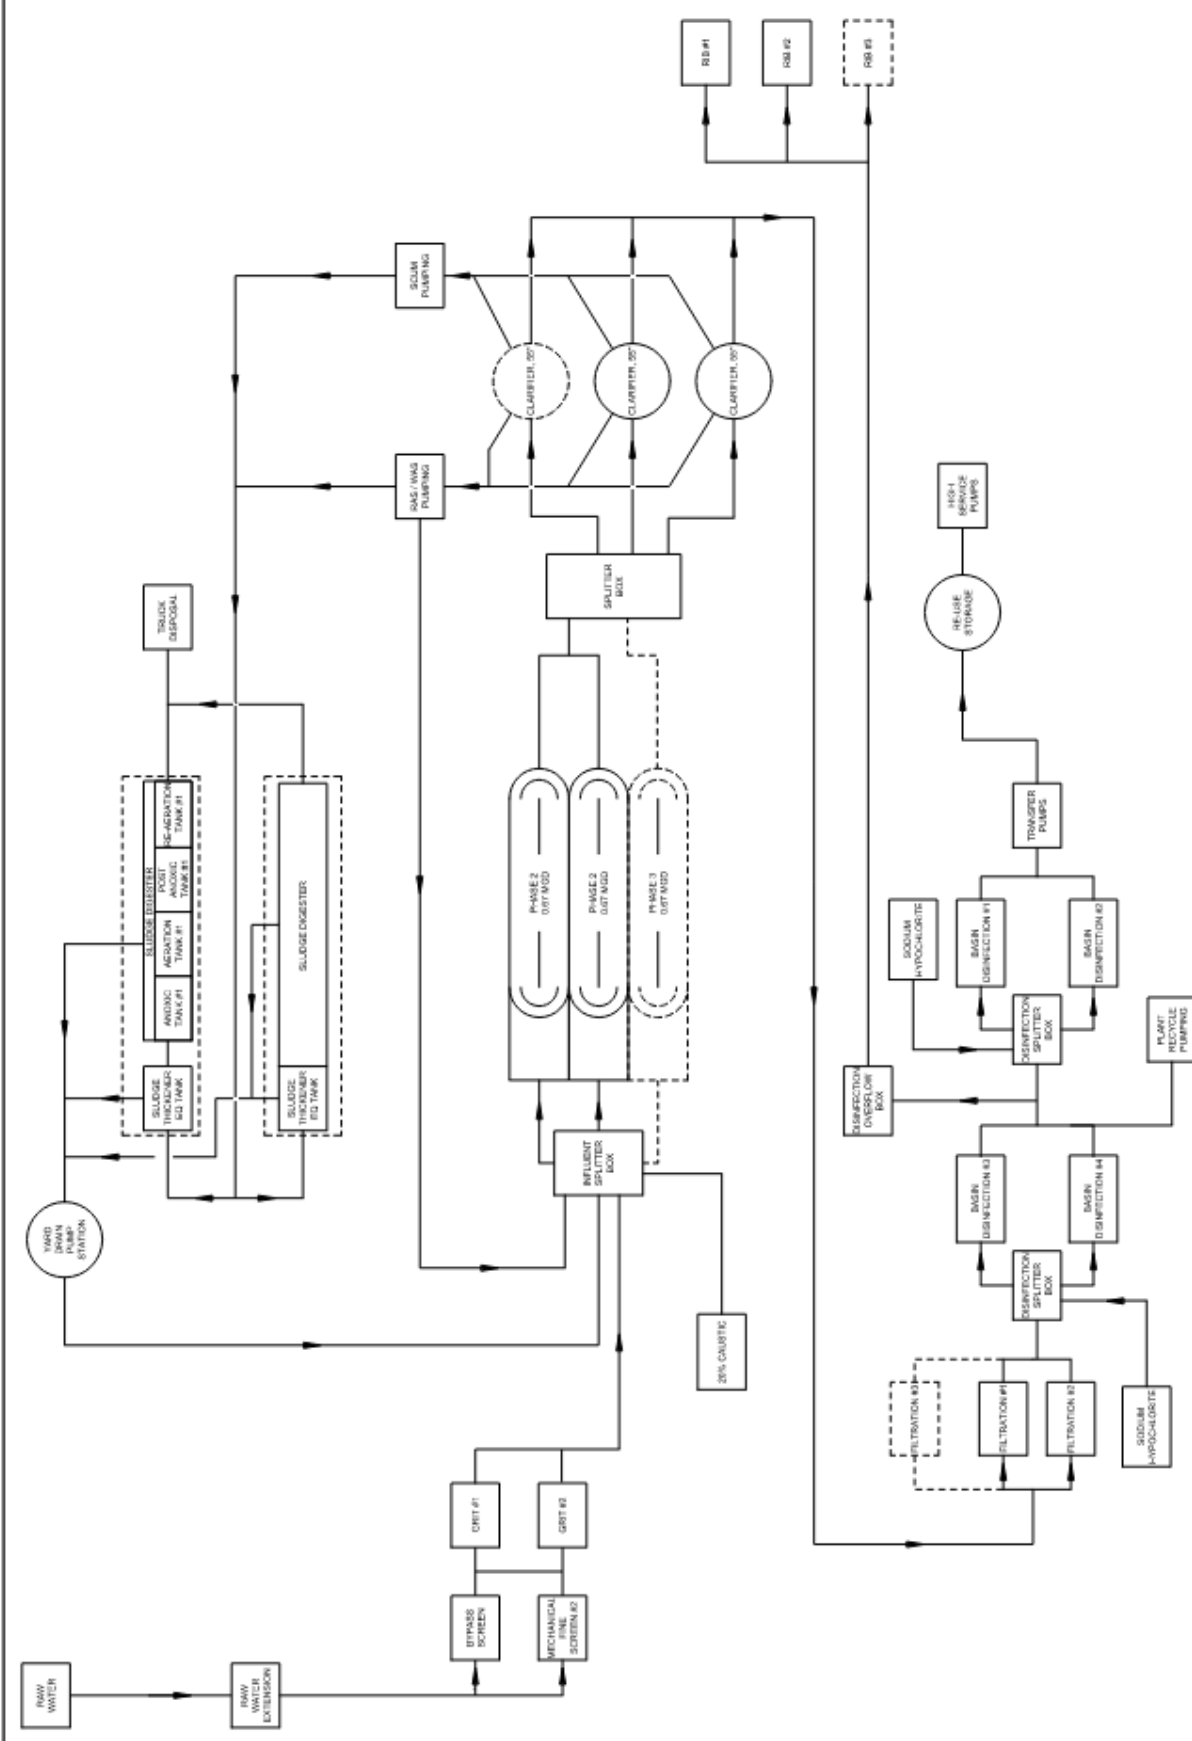 RAW
WATER
RAW
WATER
EXTENSION
BYPASS
SCREEN
MECHANICAL
FINE
SCREEN #2
GRIT #1
GRIT #2
YARD
DRAIN
PUMP
STATION
SLUDGE
THICKENER
EQ TANK
SLUDGE DIGESTER
ANOXIC
TANK #1
AERATION
TANK #1
POST
ANOXIC
TANK #1
RE-AERATION
TANK #1
TRUCK
DISPOSAL
SLUDGE
THICKENER
EQ TANK
SLUDGE DIGESTER
RAS / WAS
PUMPING
SCUM
PUMPING
20% CAUSTIC
INFLUENT
SPLITTER
BOX
PHASE 2
0.67 MGD
PHASE 2
0.67 MGD
PHASE 3
0.67 MGD
SPLITTER
BOX
CLARIFIER, 55'
CLARIFIER, 55'
CLARIFIER, 55'
RIB #1
RIB #2
RIB #3
FILTRATION #3
FILTRATION #1
FILTRATION #2
SODIUM
HYPOCHLORITE
DISINFECTION
SPLITTER
BOX
BASIN
DISINFECTION #3
BASIN
DISINFECTION #4
DISINFECTION
OVERFLOW
BOX
PLANT
RECYCLE
PUMPING
SODIUM
HYPOCHLORITE
DISINFECTION
SPLITTER
BOX
BASIN
DISINFECTION #1
BASIN
DISINFECTION #2
TRANSFER
PUMPS
RE-USE
STORAGE
HIGH
SERVICE
PUMPS